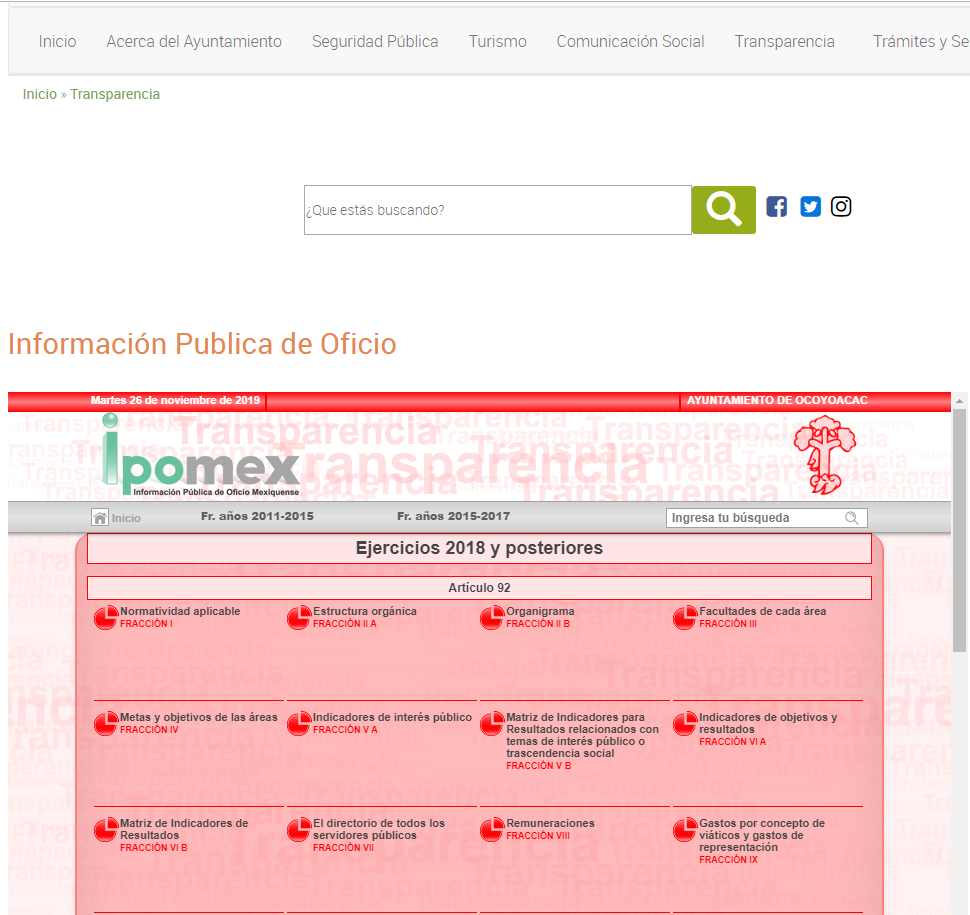 Inicio Acerca del Ayuntamiento Seguridad Pública Turismo Comunicación Social Transparencia Trámites y Se
Inicio » Transparencia
¿Que estás buscando?
Información Publica de Oficio
Martes 26 de noviembre de 2019 AYUNTAMIENTO DE OCOYOACAC
ipomex
Información Pública de Oficio Mexiquense
Inicio Fr. años 2011-2015 Fr. años 2015-2017 Ingresa tu búsqueda
Ejercicios 2018 y posteriores
Artículo 92
Normatividad aplicable
FRACCIÓN I
Estructura orgánica
FRACCIÓN II A
Organigrama
FRACCIÓN II B
Facultades de cada área
FRACCIÓN III
Metas y objetivos de las áreas
FRACCIÓN IV
Indicadores de interés público
FRACCIÓN V A
Matriz de Indicadores para
Resultados relacionados con
temas de interés público o
trascendencia social
FRACCIÓN V B
Indicadores de objetivos y
resultados
FRACCIÓN VI A
Matriz de Indicadores de
Resultados
FRACCIÓN VI B
El directorio de todos los
servidores públicos
FRACCIÓN VII
Remuneraciones
FRACCIÓN VIII
Gastos por concepto de
viáticos y gastos de
representación
FRACCIÓN IX